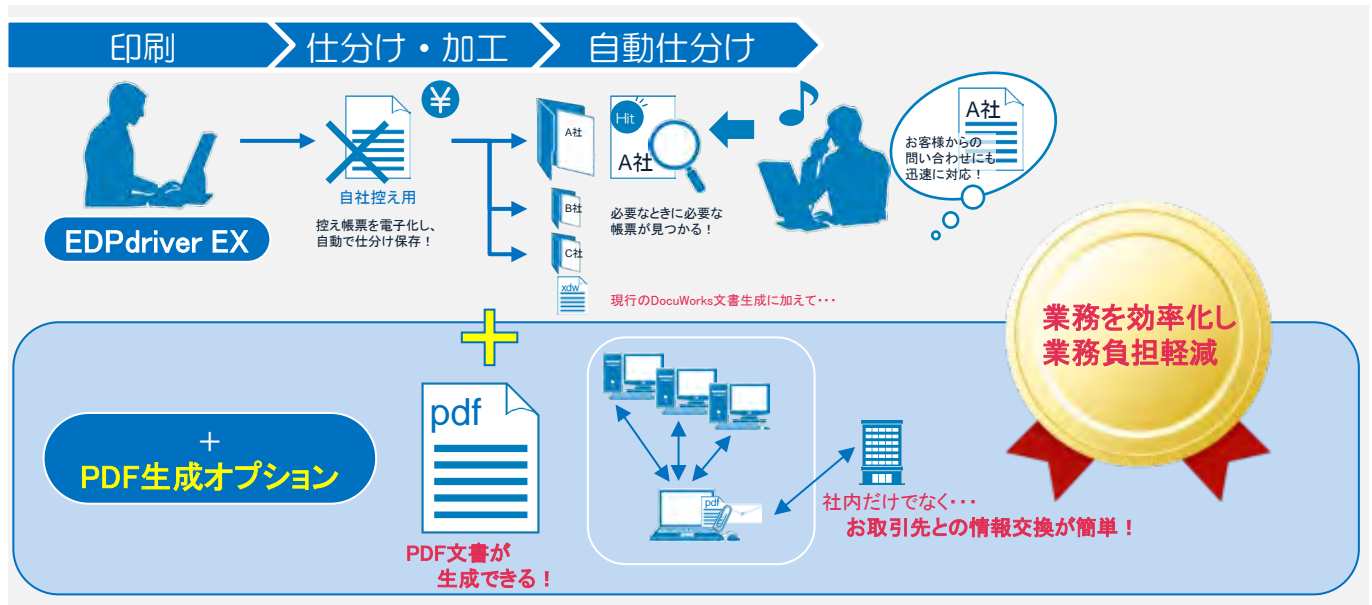 印刷
仕分け・加工
自動仕分け
¥
自社控え用
控え帳票を電子化し、
自動で仕分け保存！
EDPdriver EX
A社
B社
C社
xdw
Hit
A社
必要なときに必要な
帳票が見つかる！
A社
お客様からの
問い合わせにも
迅速に対応！
現行のDocuWorks文書生成に加えて・・・
業務を効率化し
業務負担軽減
+
PDF生成オプション
pdf
PDF文書が
生成できる！
pdf
社内だけでなく・・・
お取引先との情報交換が簡単！